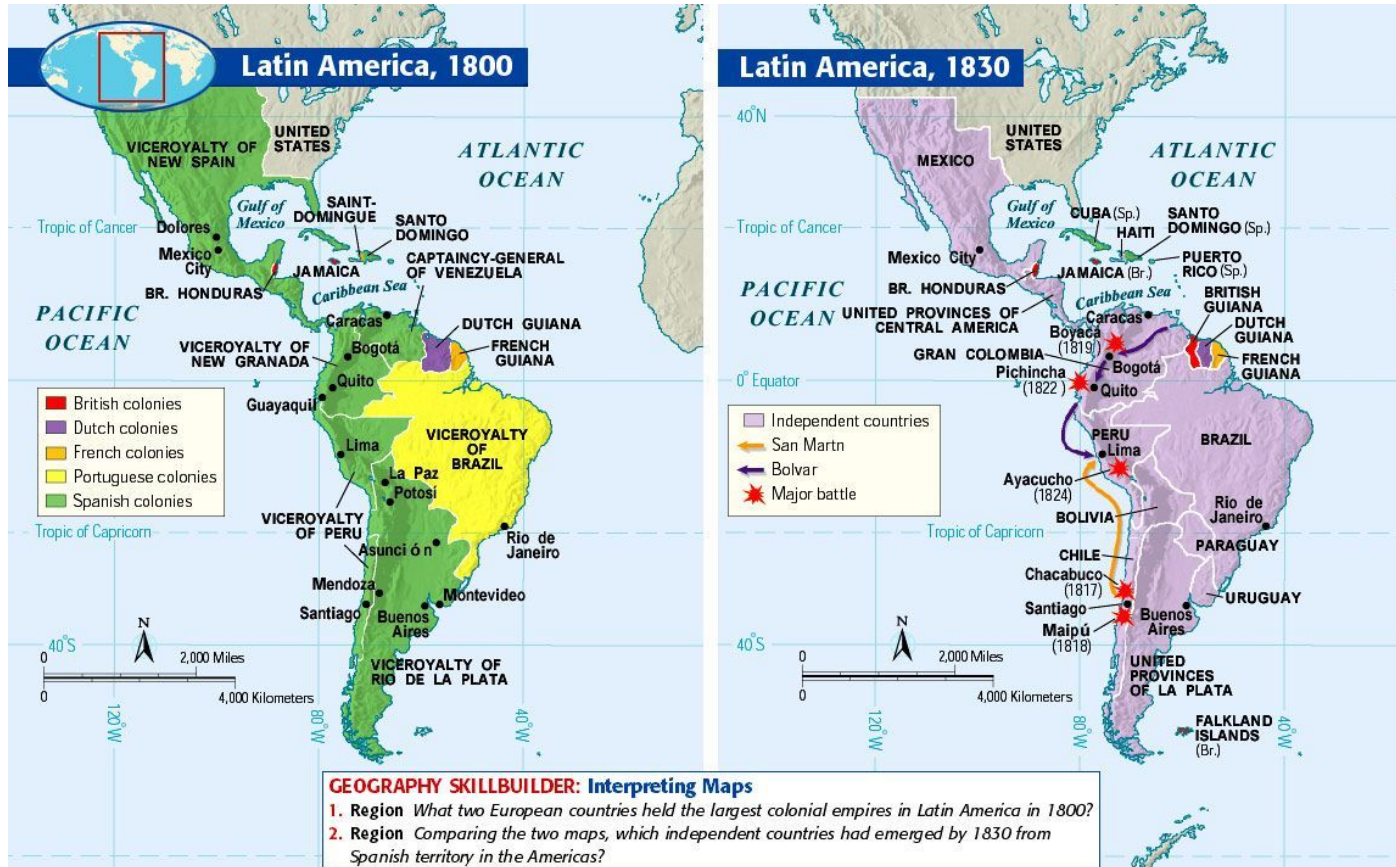 Latin America, 1800
UNITED
STATES
VICEROYALTY OF
NEW SPAIN
ATLANTIC
OCEAN
Gulf of
Mexico
SAINT-
DOMINGUE
SANTO
DOMINGO
Tropic of Cancer
Dolores
Mexico
City
CAPTAINCY-GENERAL
OF VENEZUELA
JAMAICA
BR. HONDURAS
Caribbean Sea
PACIFIC
OCEAN
Caracas
DUTCH GUIANA
VICEROYALTY OF
NEW GRANADA
Bogotá
FRENCH
GUIANA
Quito
Guayaquil
British colonies
Dutch colonies
French colonies
Portuguese colonies
Spanish colonies
VICEROYALTY
OF
BRAZIL
Lima
La Paz
Potosí
VICEROYALTY
OF PERU
Tropic of Capricorn
Rio de
Janeiro
Asunci ó n
Mendoza
Montevideo
Santiago
Buenos
Aires
N
40°S
0
2,000 Miles
0
4,000 Kilometers
VICEROYALTY OF
RIO DE LA PLATA
120°W
80°W
40°W
Latin America, 1830
40°N
UNITED
STATES
MEXICO
ATLANTIC
OCEAN
Gulf of
Mexico
CUBA (Sp.)
SANTO
DOMINGO (Sp.)
Tropic of Cancer
HAITI
Mexico City
PUERTO
RICO (Sp.)
JAMAICA (Br.)
BR. HONDURAS
Caribbean Sea
BRITISH
GUIANA
PACIFIC
OCEAN
UNITED PROVINCES OF
CENTRAL AMERICA
Caracas
DUTCH
GUIANA
Boyacá
(1819)
GRAN COLOMBIA
Bogotá
FRENCH
GUIANA
Pichincha
(1822)
0° Equator
Quito
Independent countries
San Martn
Bolvar
Major battle
PERU
Lima
BRAZIL
Ayacucho
(1824)
Rio de
Janeiro
BOLIVIA
Tropic of Capricorn
PARAGUAY
CHILE
Chacabuco
(1817)
URUGUAY
Santiago
Buenos
Aires
Maipú
(1818)
N
40°S
0
2,000 Miles
0
4,000 Kilometers
UNITED
PROVINCES
OF LA PLATA
FALKLAND
ISLANDS
(Br.)
120°W
80°W
40°W
GEOGRAPHY SKILLBUILDER: Interpreting Maps
1. Region What two European countries held the largest colonial empires in Latin America in 1800?
2. Region Comparing the two maps, which independent countries had emerged by 1830 from
Spanish territory in the Americas?